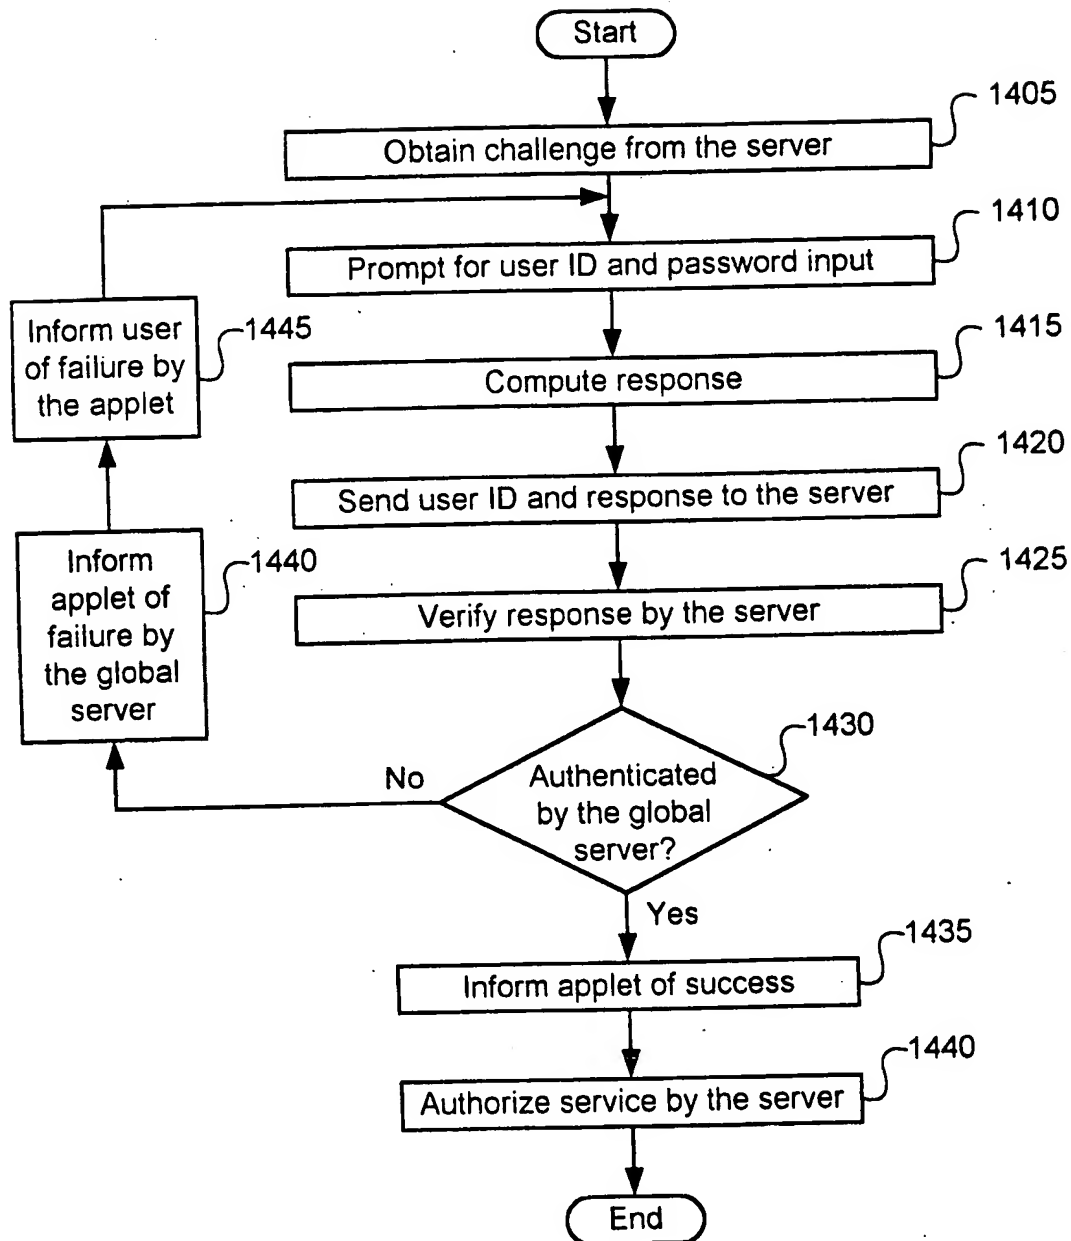 Start
1405
Obtain challenge from the server
1410
Prompt for user ID and password input
Inform user
of failure by
the applet
1445
1415
Compute response
1420
Send user ID and response to the server
Inform
applet of
failure by
the global
server
1440
1425
Verify response by the server
1430
No
Authenticated
by the global
server?
Yes
1435
Inform applet of success
1440
Authorize service by the server
End